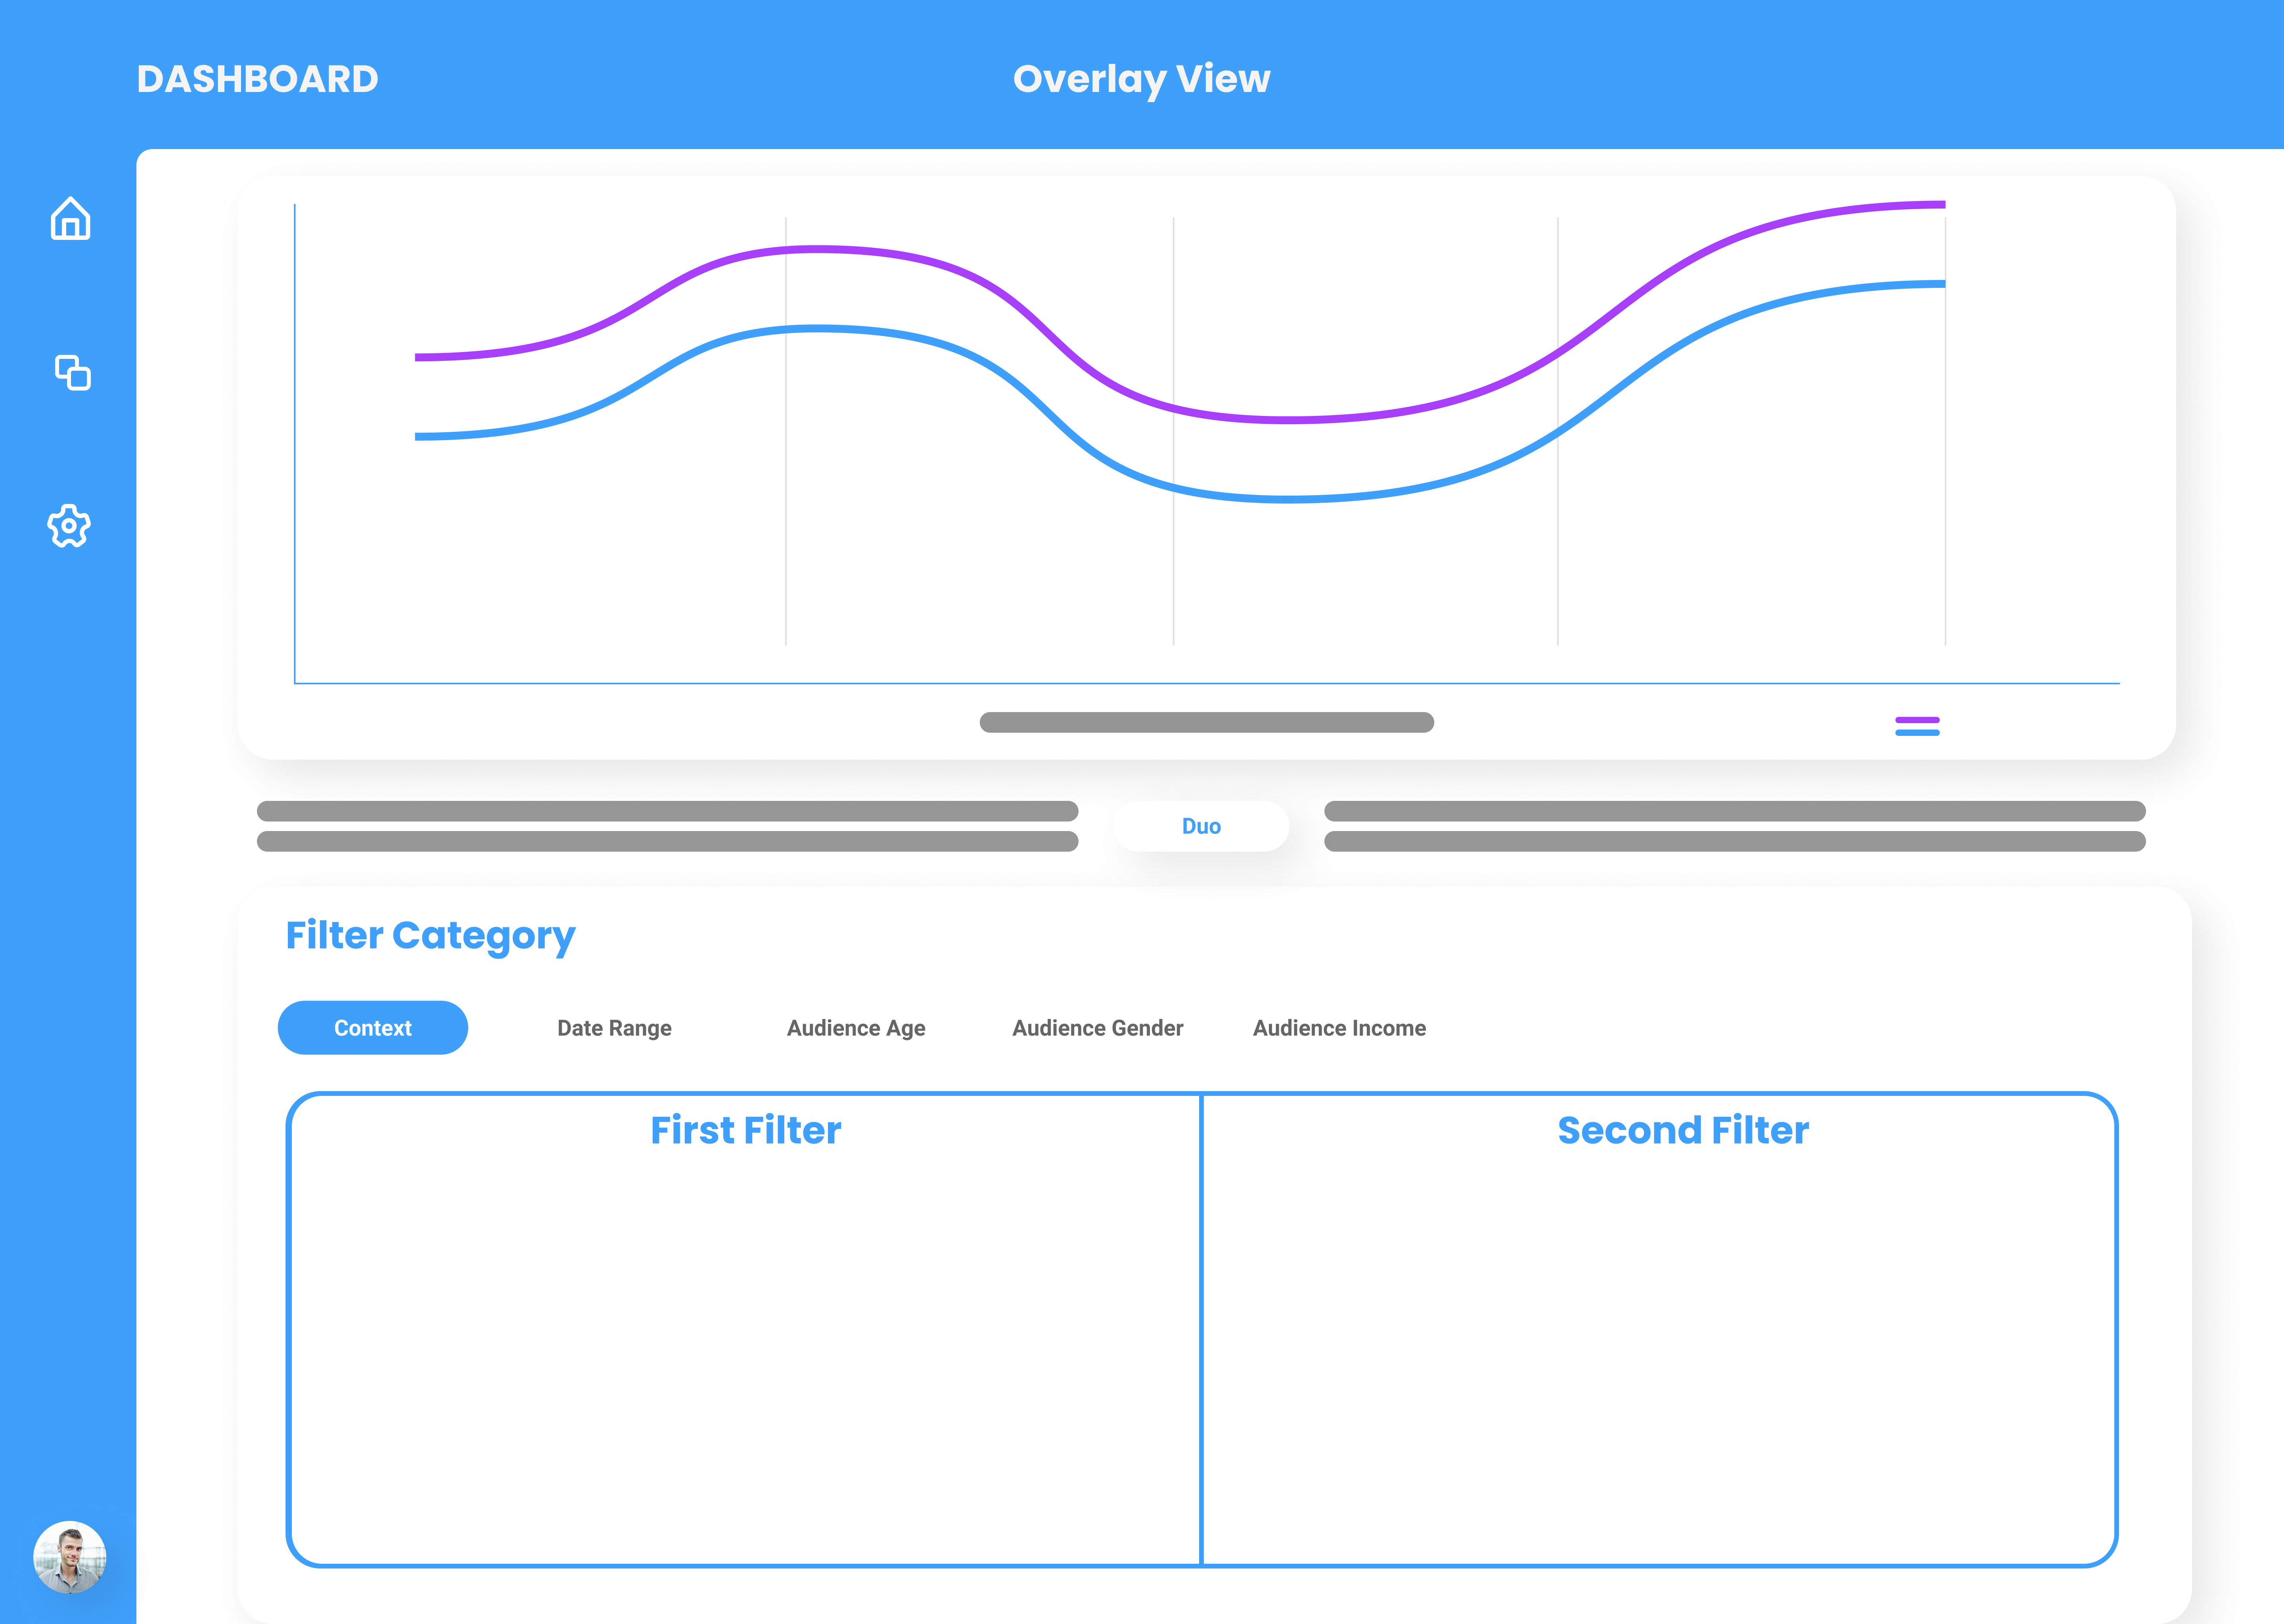 DASHBOARD
Overlay View
Duo
Filter Category
Context
Date Range
Audience Age
Audience Gender
Audience Income
First Filter
Second Filter